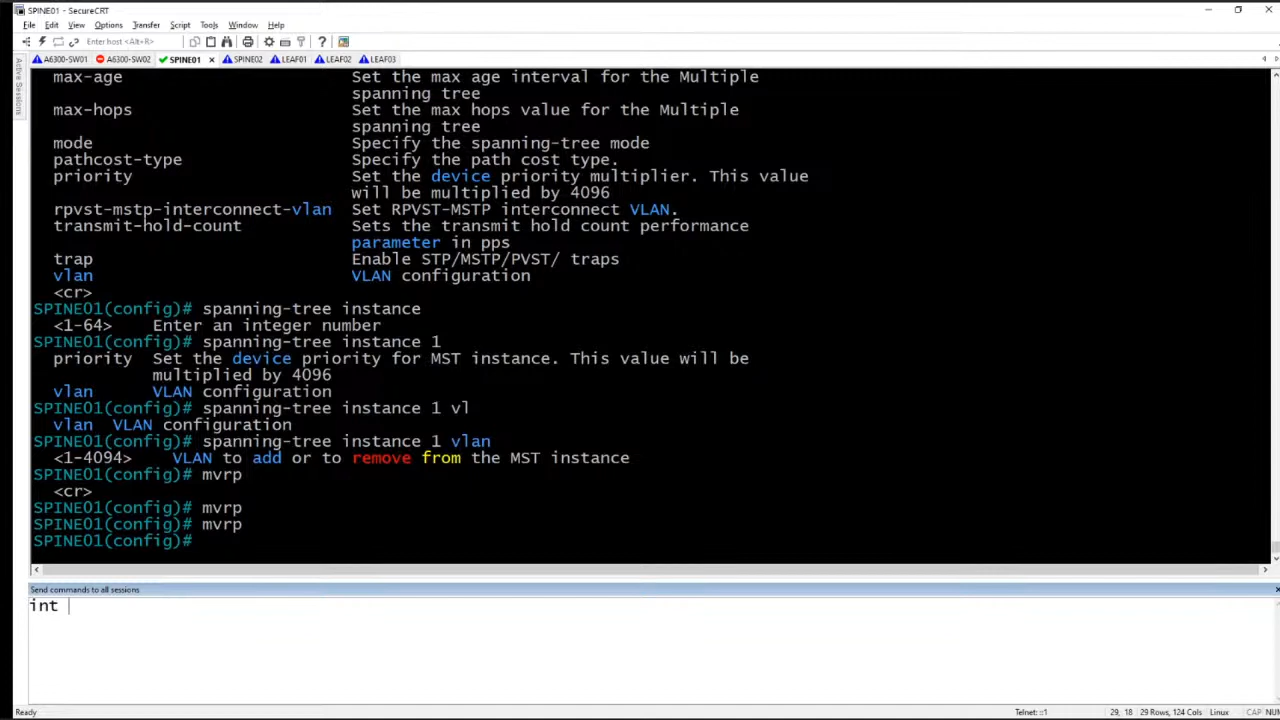 SPINE01 - SecureCRT
File Edit View Options Transfer Script Tools Window Help
Enter host <Alt+R>
A6300-SW01 A6300-SW02 SPINE01 SPINE02 LEAF01 LEAF02 LEAF03
Active Sessions
max-age Set the max age interval for the Multiple
spanning tree
max-hops Set the max hops value for the Multiple
spanning tree
mode Specify the spanning-tree mode
pathcost-type Specify the path cost type.
priority Set the device priority multiplier. This value
will be multiplied by 4096
rpvst-mstp-interconnect-vlan Set RPVST-MSTP interconnect VLAN.
transmit-hold-count Sets the transmit hold count performance
parameter in pps
trap Enable STP/MSTP/PVST/ traps
vlan VLAN configuration
<cr>
SPINE01(config)# spanning-tree instance
<1-64> Enter an integer number
SPINE01(config)# spanning-tree instance 1
priority Set the device priority for MST instance. This value will be
multiplied by 4096
vlan VLAN configuration
SPINE01(config)# spanning-tree instance 1 vl
vlan VLAN configuration
SPINE01(config)# spanning-tree instance 1 vlan
<1-4094> VLAN to add or to remove from the MST instance
SPINE01(config)# mvrp
<cr>
SPINE01(config)# mvrp
SPINE01(config)# mvrp
SPINE01(config)#
Send commands to all sessions
int
Ready Telnet: ::1 29, 18 29 Rows, 124 Cols Linux CAP NUM